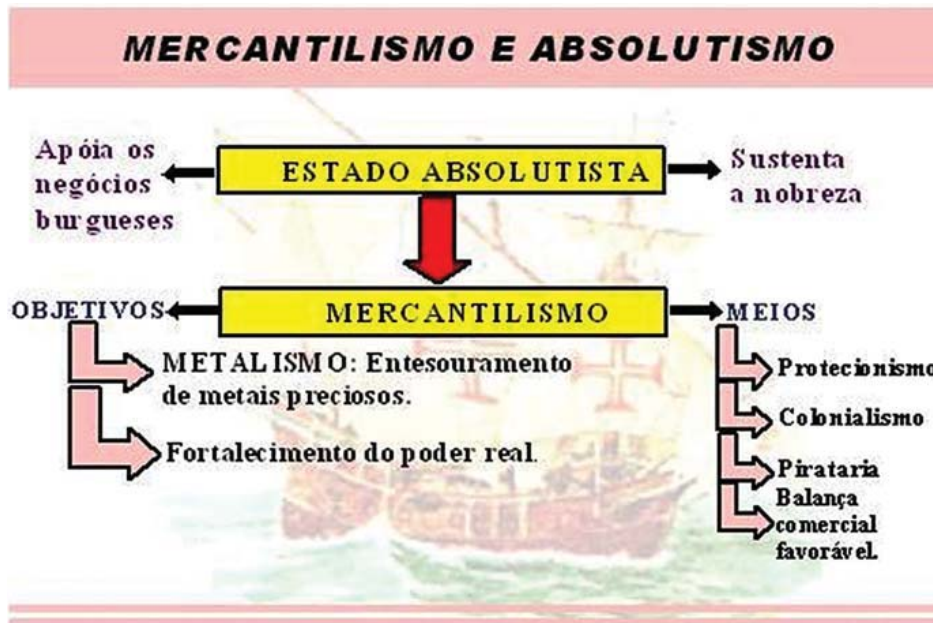 MERCANTILISMO E ABSOLUTISMO
Apóia os
negócios
burgueses
ESTADO ABSOLUTISTA
Sustenta
a nobreza
OBJETIVOS
MERCANTILISMO
MEIOS
METALISMO: Entesouramento
de metais preciosos.
Fortalecimento do poder real.
Protecionismo
Colonialismo
Pirataria
Balança
comercial
favorável.